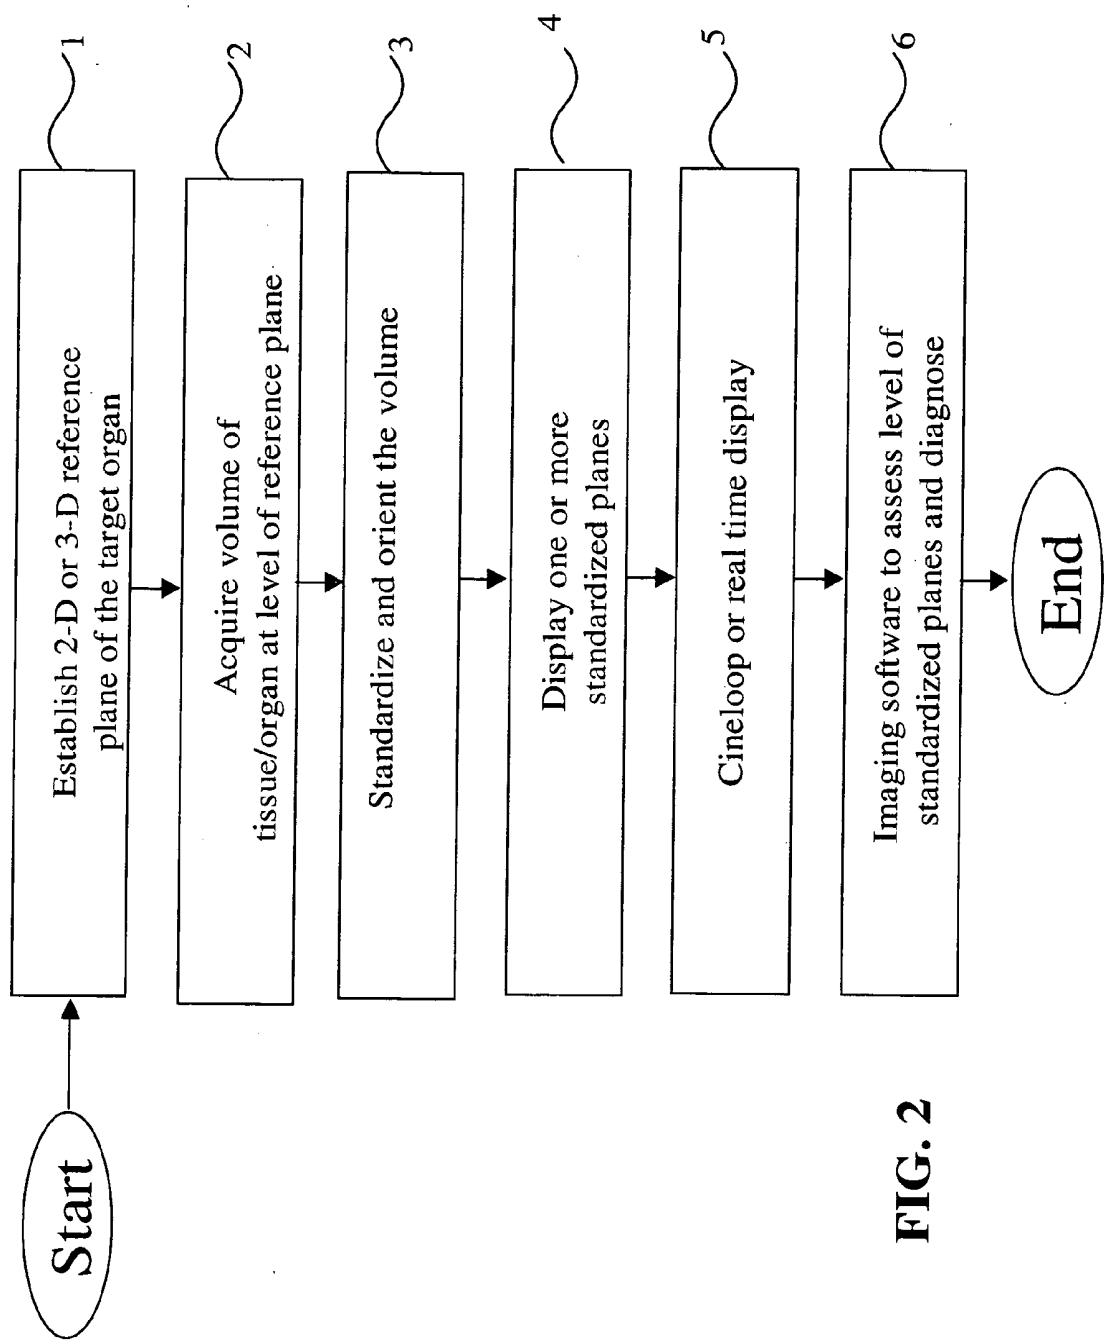 Start
Establish 2-D or 3-D reference
plane of the target organ
1
Acquire volume of
tissue/organ at level of reference plane
2
Standardize and orient the volume
3
Display one or more
standardized planes
4
Cineloop or real time display
5
Imaging software to assess level of
standardized planes and diagnose
6
End
FIG. 2